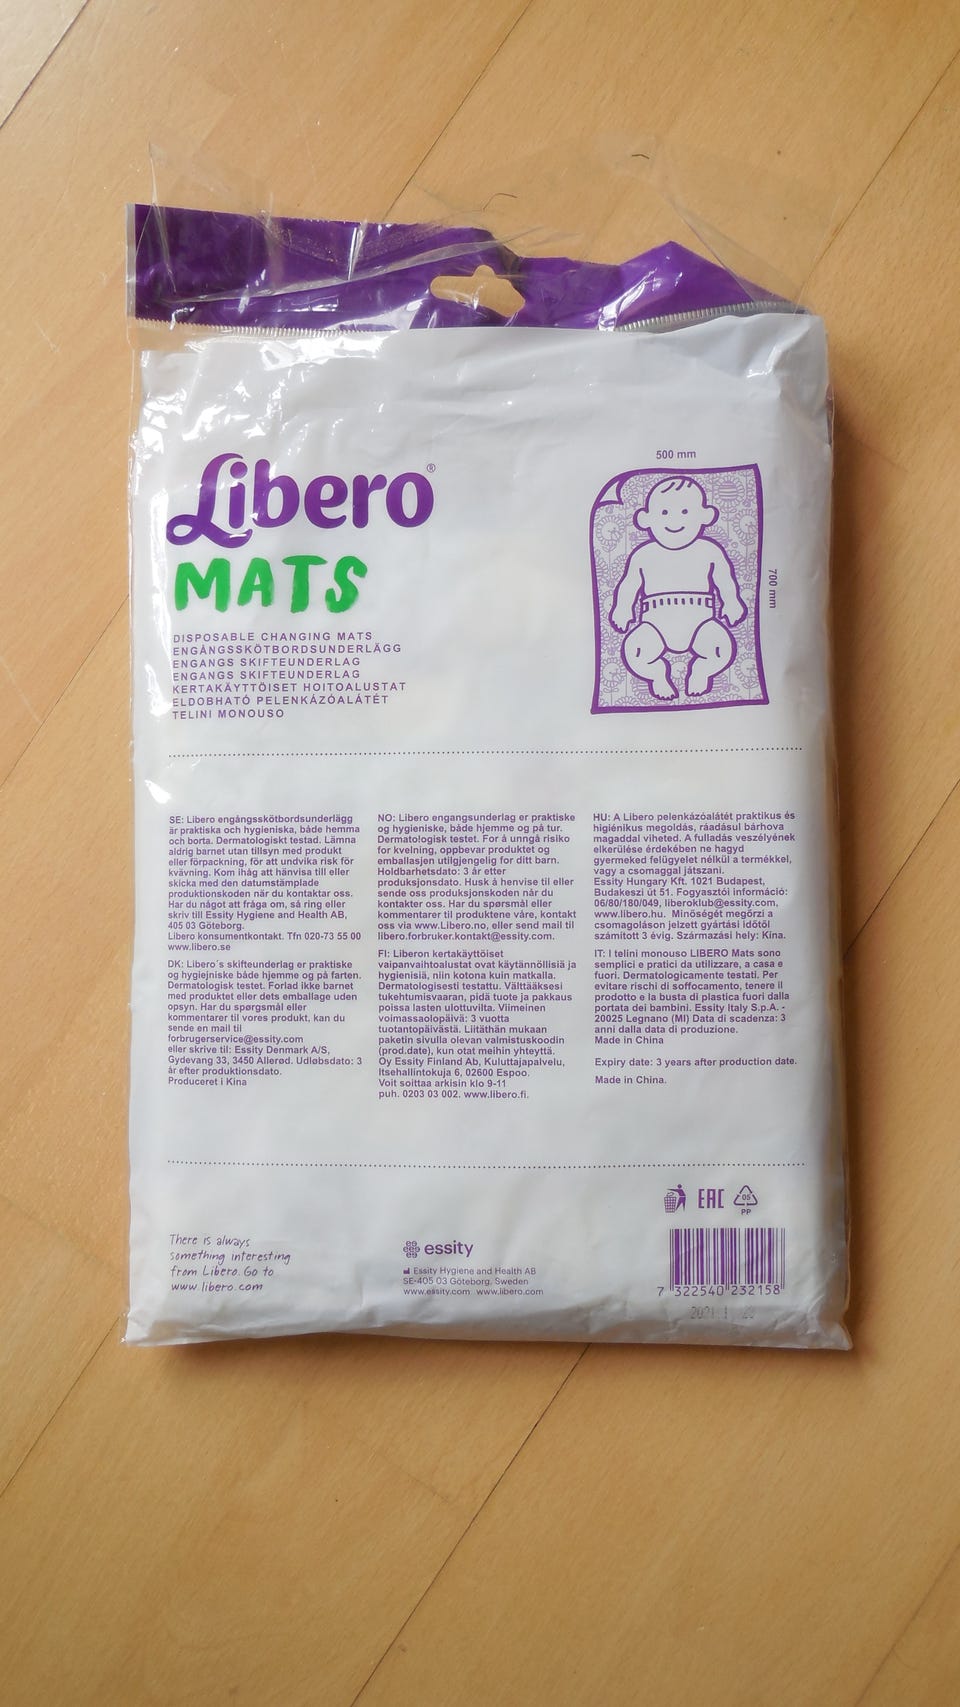 Libero®
MATS
DISPOSABLE CHANGING MATS
ENGÅNGSSKÖTBORDSUNDERLÄGG
ENGANGS SKIFTEUNDERLAG
ENGANGS SKIFTEUNDERLAG
KERTAKÄYTTÖISET HOITOALUSTAT
ELDOBHATÓ PELENKÁZÓALÁTÉT
TELINI MONOUSO
500 mm
700 mm
SE: Libero engångsskötbordsunderlägg
är praktiska och hygieniska, både hemma
och borta. Dermatologiskt testad. Lämna
aldrig barnet utan tillsyn med produkt
eller förpackning, för att undvika risk för
kvävning. Kom ihåg att hänvisa till eller
skicka med den datumstämplade
produktionskoden när du kontaktar oss.
Har du något att fråga om, så ring eller
skriv till Essity Hygiene and Health AB,
405 03 Göteborg.
Libero konsumentkontakt. Tfn 020-73 55 00
www.libero.se
DK: Libero´s skifteunderlag er praktiske
og hygiejniske både hjemme og på farten.
Dermatologisk testet. Forlad ikke barnet
med produktet eller dets emballage uden
opsyn. Har du spørgsmål eller
kommentarer til vores produkt, kan du
sende en mail til
forbrugerservice@essity.com
eller skrive til: Essity Denmark A/S,
Gydevang 33, 3450 Allerød. Udløbsdato: 3
år efter produktionsdato.
Produceret i Kina
NO: Libero engangsunderlag er praktiske
og hygieniske, både hjemme og på tur.
Dermatologisk testet. For å unngå risiko
for kvelning, oppbevar produktet og
emballasjen utilgjengelig for ditt barn.
Holdbarhetsdato: 3 år etter
produksjonsdato. Husk å henvise til eller
sende oss produksjonskoden når du
kontakter oss. Har du spørsmål eller
kommentarer til produktene våre, kontakt
oss via www.Libero.no, eller send mail til
libero.forbruker.kontakt@essity.com.
FI: Liberon kertakäyttöiset
vaipanvaihtoalustat ovat käytännöllisiä ja
hygienisiä, niin kotona kuin matkalla.
Dermatologisesti testattu. Välttääksesi
tukehtumisvaaran, pidä tuote ja pakkaus
poissa lasten ulottuvilta. Viimeinen
voimassaolopäivä: 3 vuotta
tuotantopäivästä. Liitäthän mukaan
paketin sivulla olevan valmistuskoodin
(prod.date), kun otat meihin yhteyttä.
Oy Essity Finland Ab, Kuluttajapalvelu,
Itsehallintokuja 6, 02600 Espoo.
Voit soittaa arkisin klo 9-11
puh. 0203 03 002. www.libero.fi.
HU: A Libero pelenkázóalátét praktikus és
higiénikus megoldás, ráadásul bárhova
magaddal viheted. A fulladás veszélyének
elkerülése érdekében ne hagyd
gyermeked felügyelet nélkül a termékkel,
vagy a csomaggal játszani.
Essity Hungary Kft. 1021 Budapest,
Budakeszi út 51. Fogyasztói információ:
06/80/180/049, liberoklub@essity.com,
www.libero.hu. Minőségét megőrzi a
csomagoláson jelzett gyártási időtől
számított 3 évig. Származási hely: Kína.
IT: I telini monouso LIBERO Mats sono
semplici e pratici da utilizzare, a casa e
fuori. Dermatologicamente testati. Per
evitare rischi di soffocamento, tenere il
prodotto e la busta di plastica fuori dalla
portata dei bambini. Essity Italy S.p.A. -
20025 Legnano (MI) Data di scadenza: 3
anni dalla data di produzione.
Made in China
Expiry date: 3 years after production date.
Made in China.
There is always
something interesting
from Libero. Go to
www.libero.com
essity
Essity Hygiene and Health AB
SE-405 03 Göteborg, Sweden
www.essity.com www.libero.com
EAC
05
PP
7 322540 232158